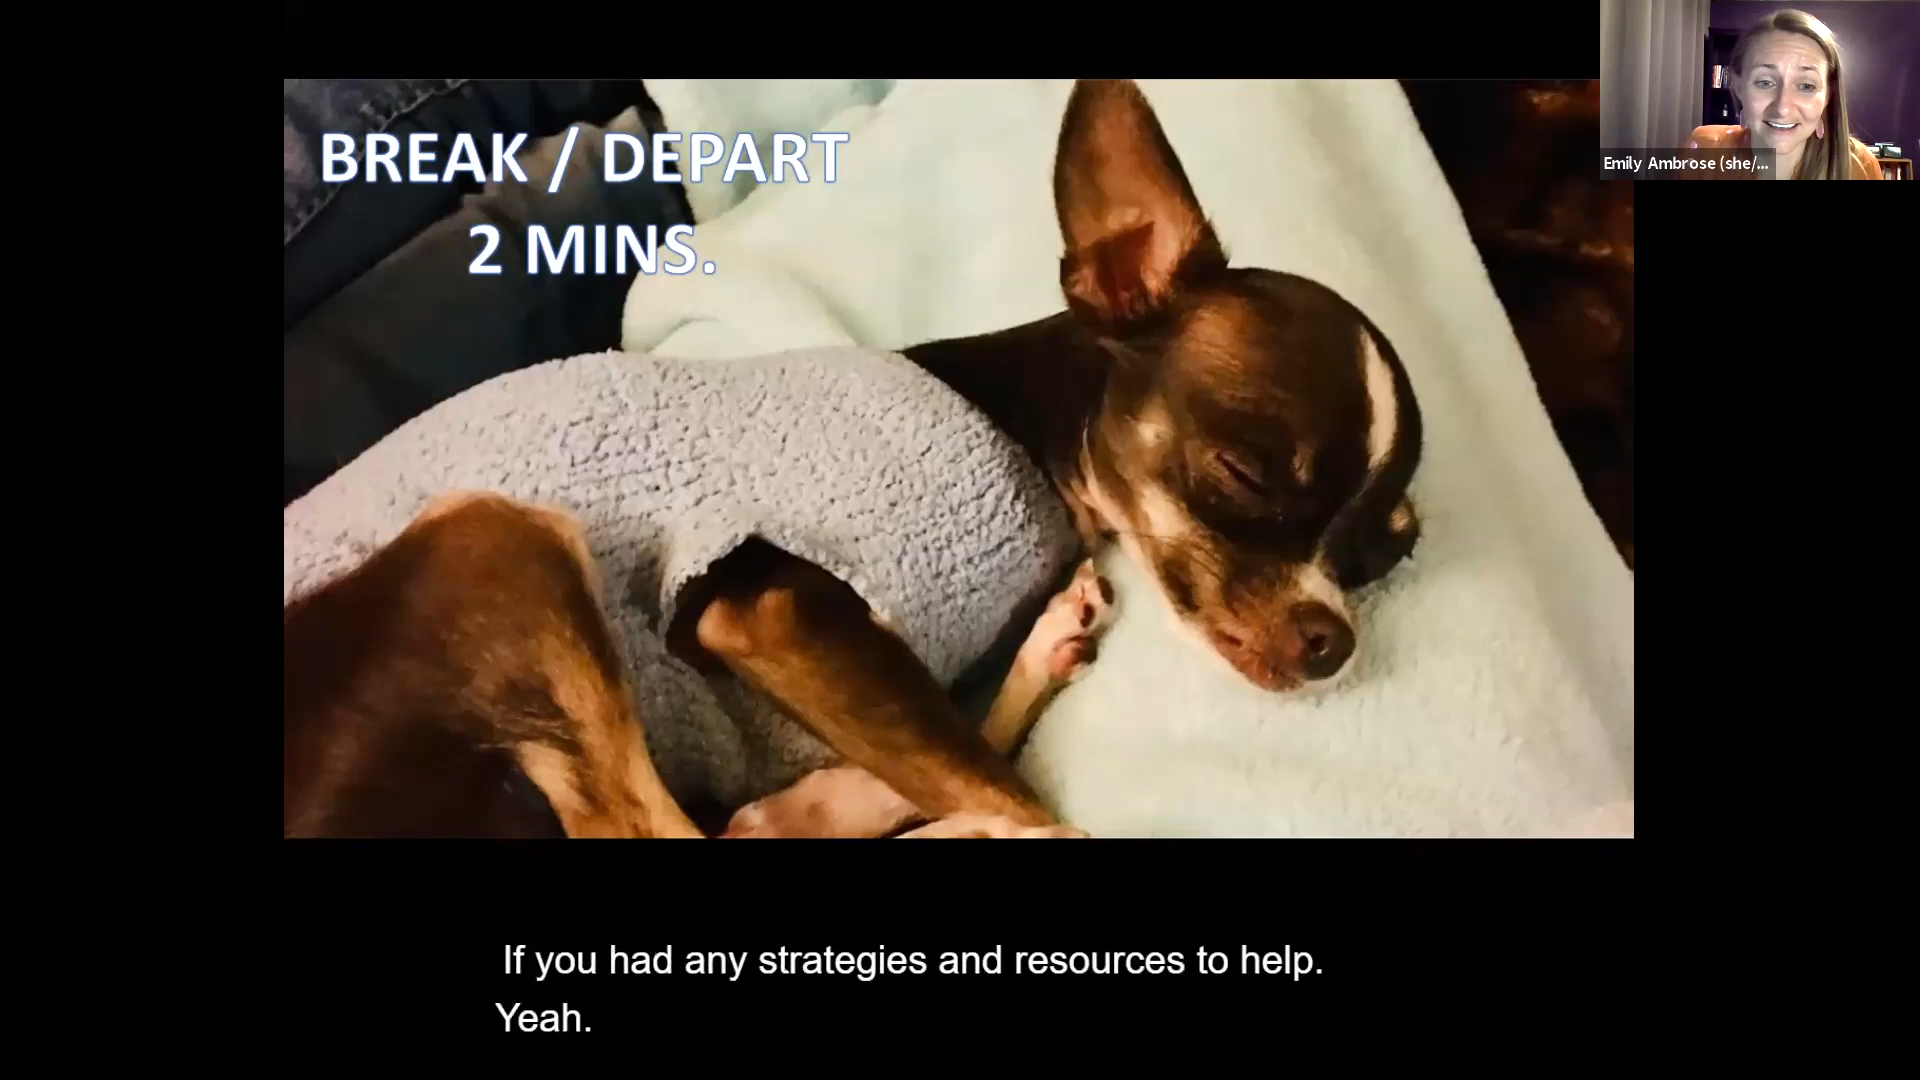 BREAK / DEPART
2 MINS.
Emily Ambrose (she/...
If you had any strategies and resources to help.
Yeah.